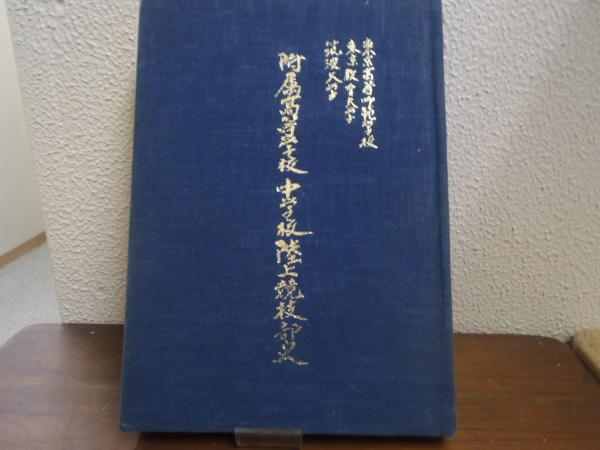 東京高等師範学校
東京教育大学
筑波大学
附属高等学校中学校陸上競技部史